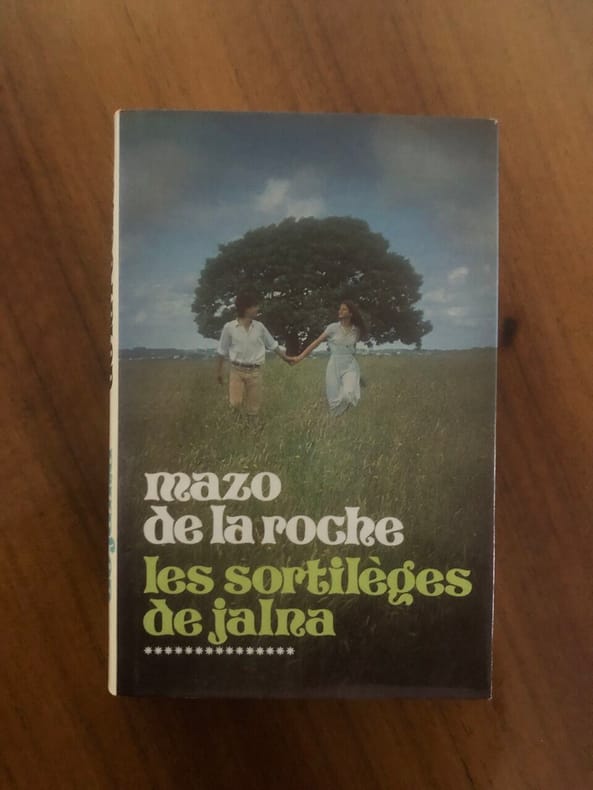 mazo
de la roche
les sortilèges
de jalna
***************